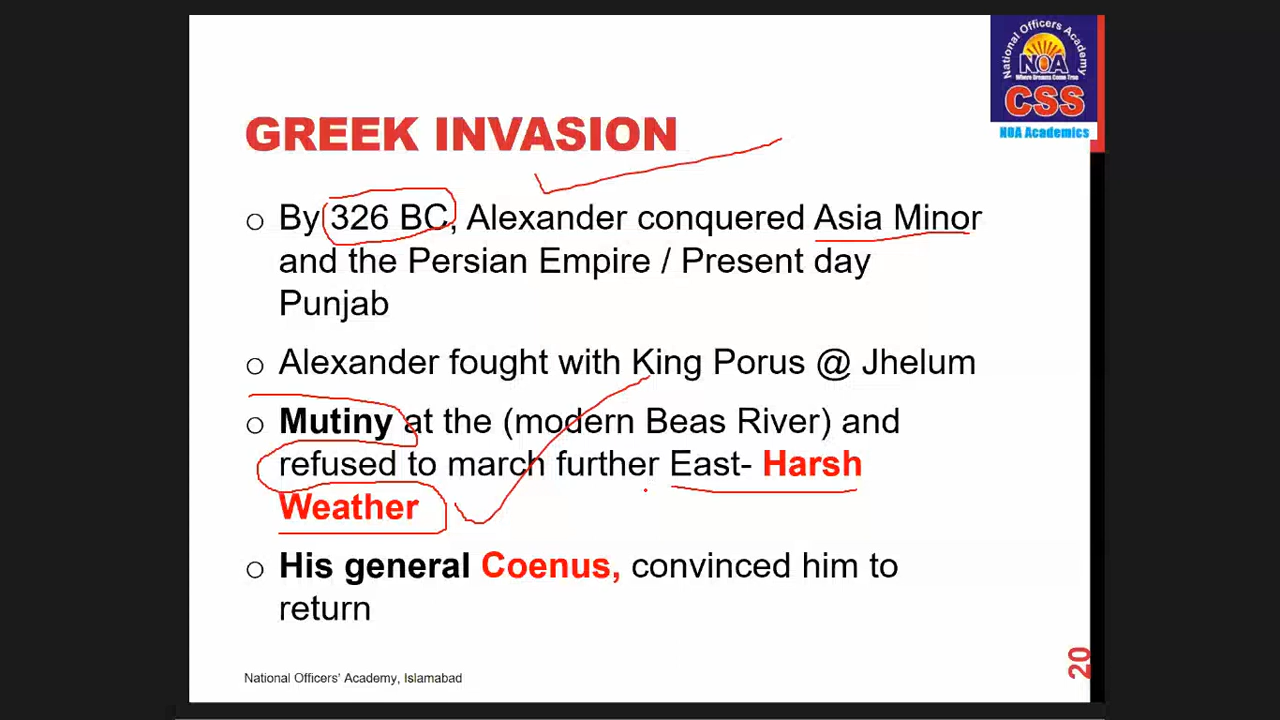 National Officers Academy
NOA
Where Dreams Come True
CSS
NOA Academics
GREEK INVASION
By 326 BC, Alexander conquered Asia Minor
and the Persian Empire / Present day
Punjab
Alexander fought with King Porus @ Jhelum
Mutiny at the (modern Beas River) and
refused to march further East- Harsh
Weather
His general Coenus, convinced him to
return
National Officers' Academy, Islamabad
20